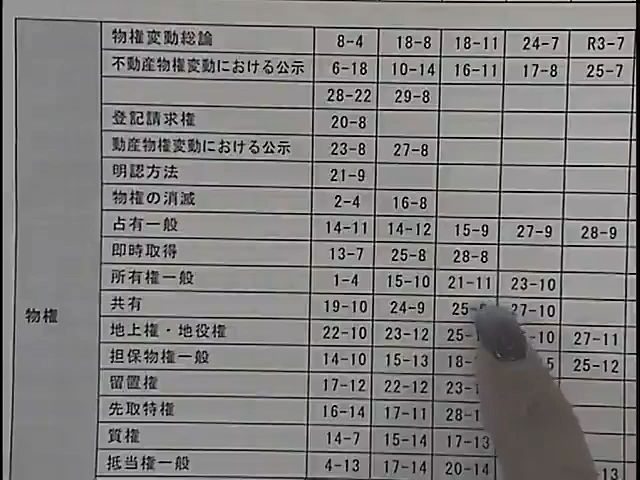 物権変動総論 8-4 18-8 18-11 24-7 R3-7
不動産物権変動における公示 6-18 10-14 16-11 17-8 25-7
28-22 29-8
登記請求権 20-8
動産物権変動における公示 23-8 27-8
明認方法 21-9
物権の消滅 2-4 16-8
占有一般 14-11 14-12 15-9 27-9 28-9
即時取得 13-7 25-8 28-8
所有権一般 1-4 15-10 21-11 23-10
物権
共有 19-10 24-9 27-10
地上権・地役権 22-10 23-12 27-11
担保物権一般 14-10 15-13 25-12
留置権 17-12 22-12
先取特権 16-14 17-11
質権 14-7 15-14 17-13
抵当権一般 4-13 17-14 20-14